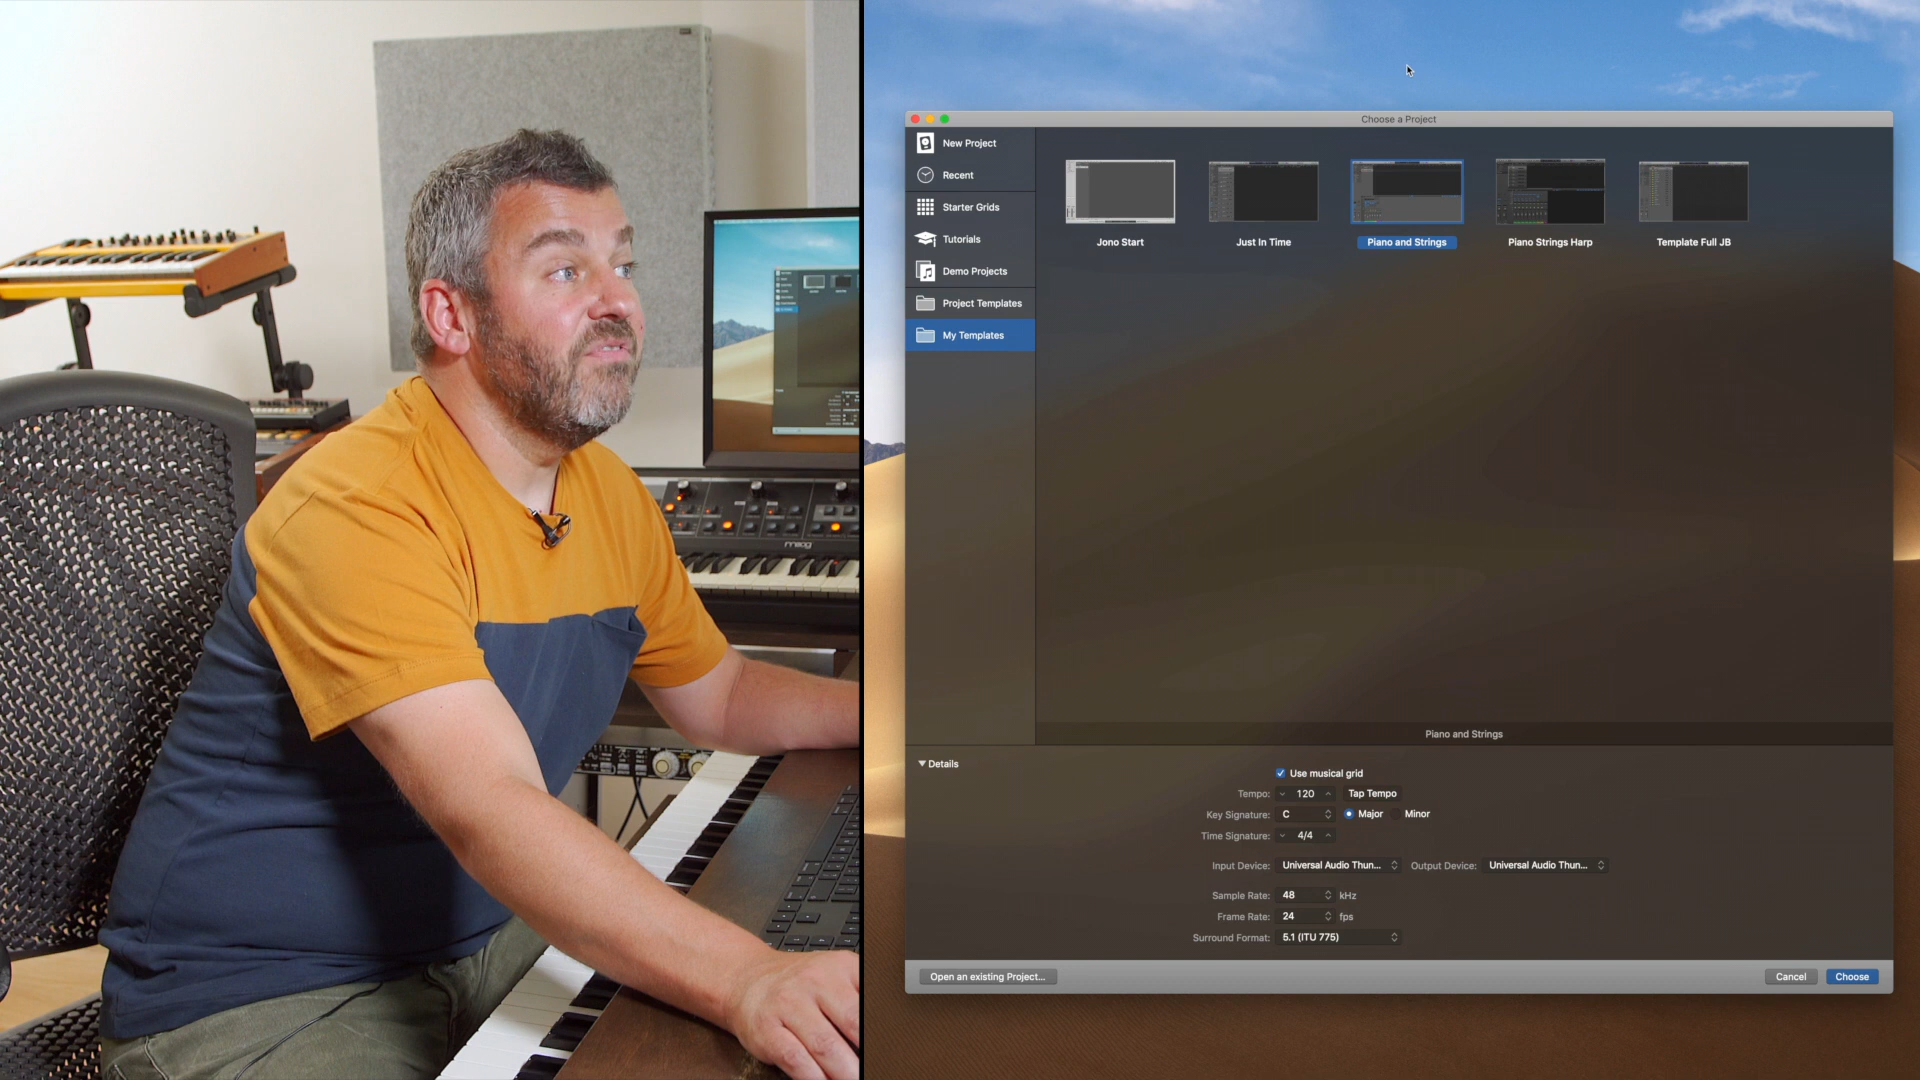 moog
Choose a Project
New Project
Recent
Starter Grids
Tutorials
Demo Projects
Project Templates
My Templates
Jono Start
Just In Time
Piano and Strings
Piano Strings Harp
Template Full JB
Piano and Strings
Details
Use musical grid
Tempo: 120 Tap Tempo
Key Signature: C Major Minor
Time Signature: 4/4
Input Device: Universal Audio Thun... Output Device: Universal Audio Thun...
Sample Rate: 48 kHz
Frame Rate: 24 fps
Surround Format: 5.1 (ITU 775)
Open an existing Project...
Cancel
Choose